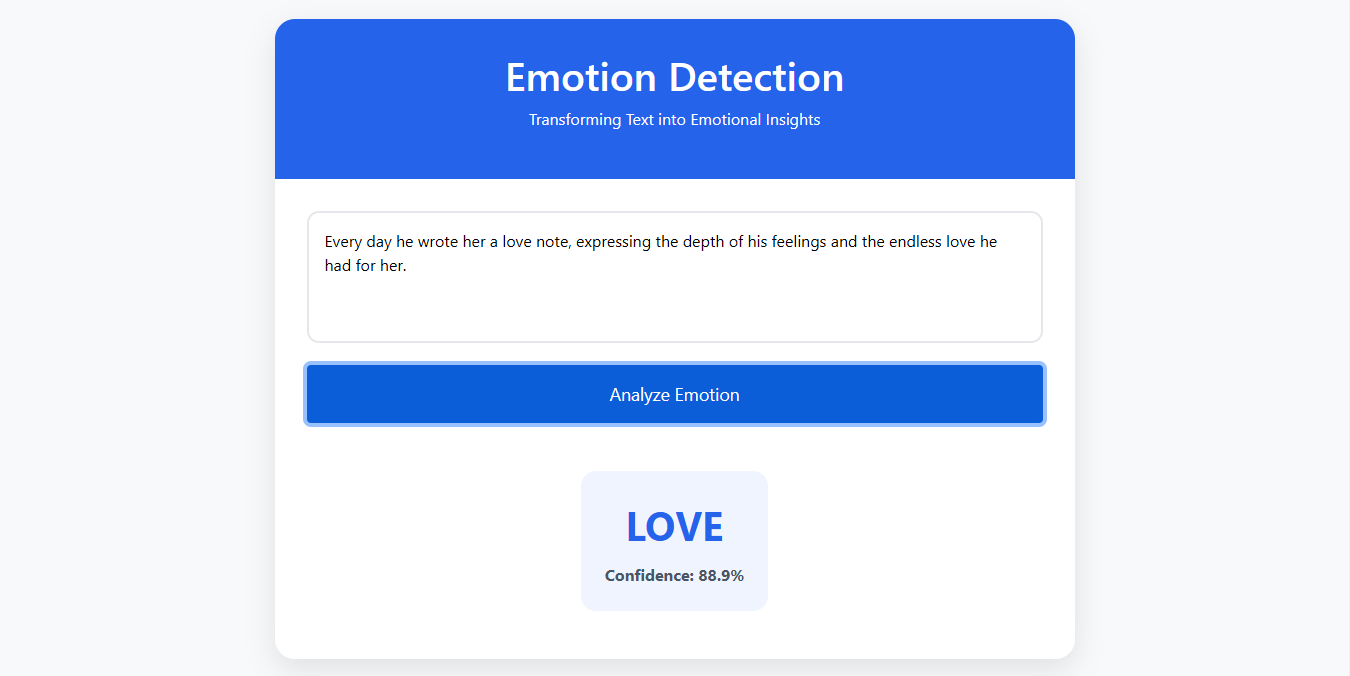 Emotion Detection
Transforming Text into Emotional Insights
Every day he wrote her a love note, expressing the depth of his feelings and the endless love he
had for her.
Analyze Emotion
LOVE
Confidence: 88.9%